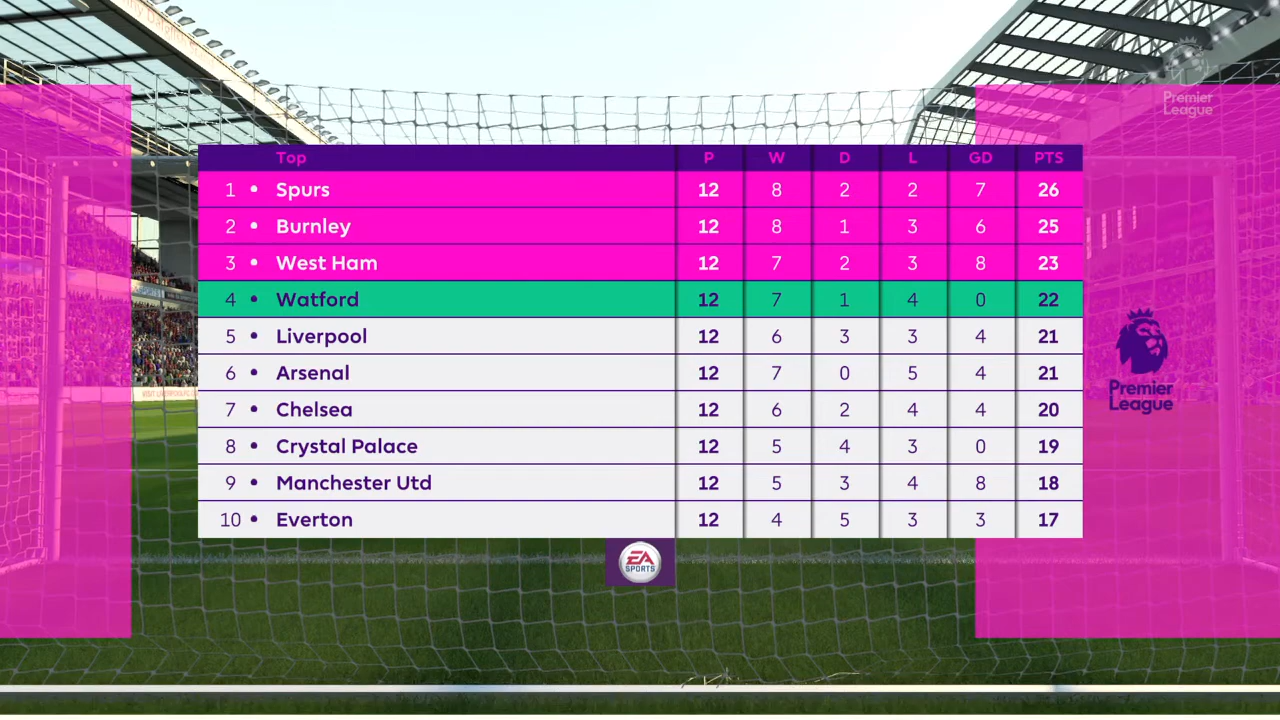 Premier
League
Top P W D L GD PTS
1 • Spurs 12 8 2 2 7 26
2 • Burnley 12 8 1 3 6 25
3 • West Ham 12 7 2 3 8 23
4 • Watford 12 7 1 4 0 22
5 • Liverpool 12 6 3 3 4 21
6 • Arsenal 12 7 0 5 4 21
7 • Chelsea 12 6 2 4 4 20
8 • Crystal Palace 12 5 4 3 0 19
9 • Manchester Utd 12 5 3 4 8 18
10 • Everton 12 4 5 3 3 17
Premier
League
EA
SPORTS